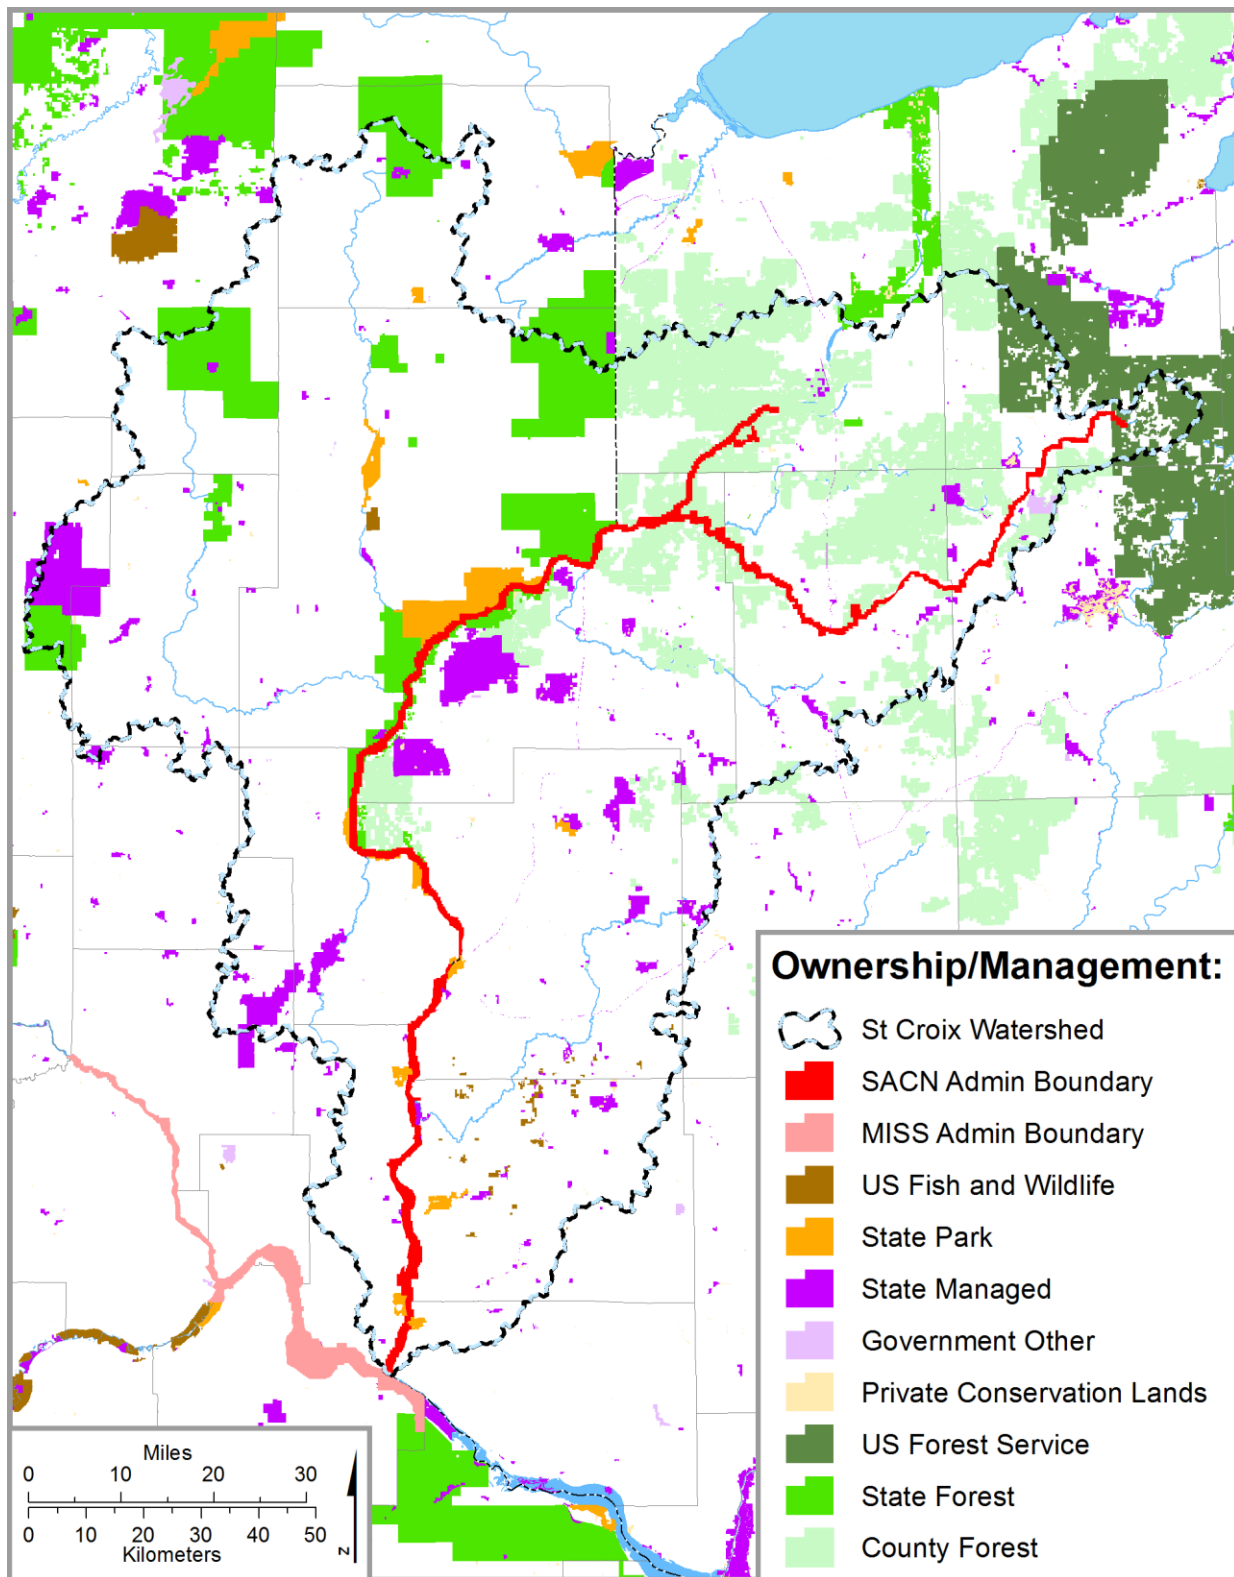 Ownership/Management:
St Croix Watershed
SACN Admin Boundary
MISS Admin Boundary
US Fish and Wildlife
State Park
State Managed
Government Other
Private Conservation Lands
US Forest Service
State Forest
County Forest
Miles
0 10 20 30
0 10 20 30 40 50
Kilometers
N